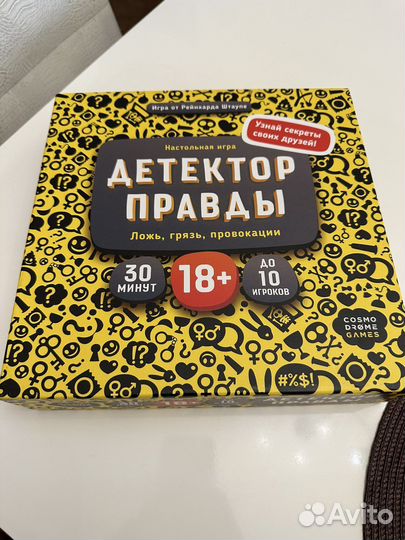 Игра от Рейнхарда Штаупе
Узнай секреты
своих друзей!
Настольная игра
ДЕТЕКТОР
ПРАВДЫ
Ложь, грязь, провокации
30
МИНУТ
18+
ДО
10
ИГРОКОВ
COSMO
DROME
GAMES
#%$!
18+
Avito